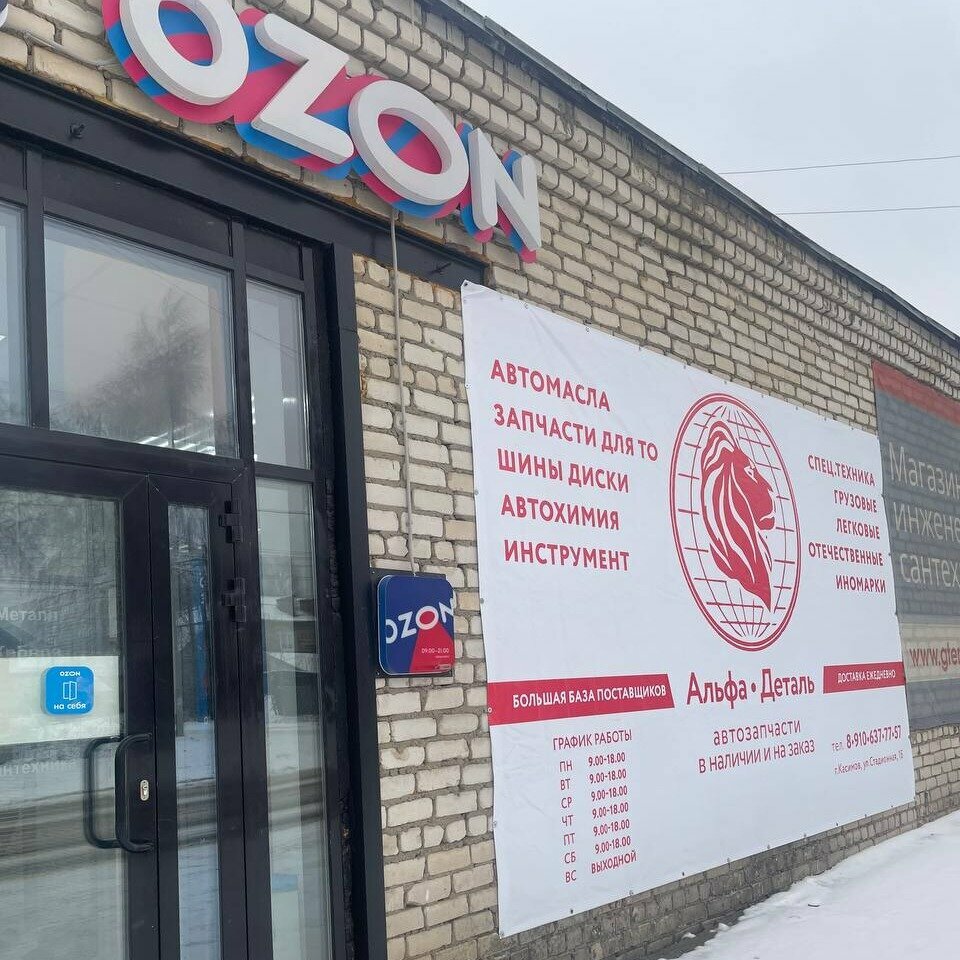 OZON
АВТОМАСЛА
ЗАПЧАСТИ ДЛЯ ТО
ШИНЫ ДИСКИ
АВТОХИМИЯ
ИНСТРУМЕНТ
СПЕЦ.ТЕХНИКА
ГРУЗОВЫЕ
ЛЕГКОВЫЕ
ОТЕЧЕСТВЕННЫЕ
ИНОМАРКИ
БОЛЬШАЯ БАЗА ПОСТАВЩИКОВ
Альфа • Деталь
ДОСТАВКА ЕЖЕДНЕВНО
автозапчасти
в наличии и на заказ
тел. 8-910-637-77-57
г.Касимов, ул.Стадионная, 16
ГРАФИК РАБОТЫ
ПН 9.00-18.00
ВТ 9.00-18.00
СР 9.00-18.00
ЧТ 9.00-18.00
ПТ 9.00-18.00
СБ 9.00-18.00
ВС ВЫХОДНОЙ
OZON
09:00–21:00
OZON
на себя
Магазин
инжене
сантех